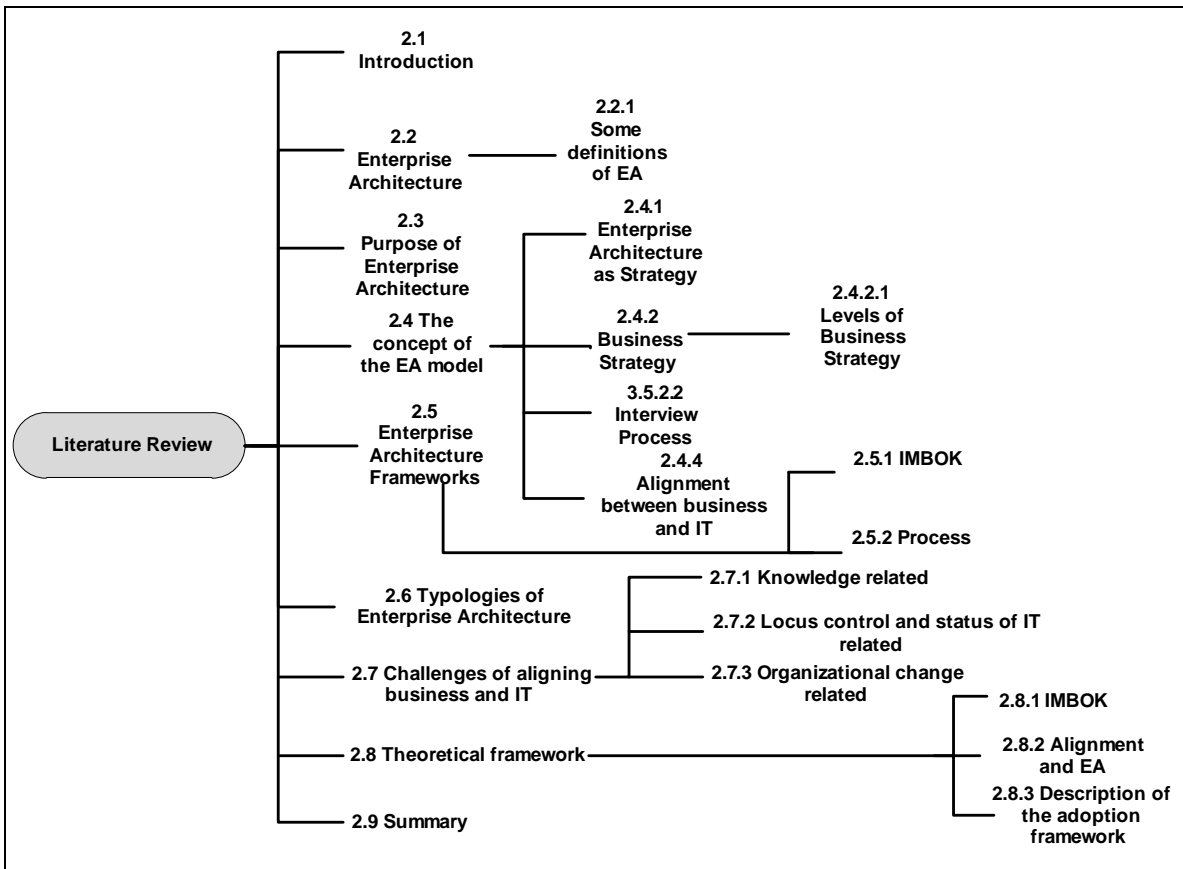 Literature Review
2.1
Introduction
2.2
Enterprise
Architecture
2.2.1
Some
definitions
of EA
2.3
Purpose of
Enterprise
Architecture
2.4 The
concept of
the EA model
2.4.1
Enterprise
Architecture
as Strategy
2.4.2
Business
Strategy
2.4.2.1
Levels of
Business
Strategy
3.5.2.2
Interview
Process
2.4.4
Alignment
between business
and IT
2.5
Enterprise
Architecture
Frameworks
2.5.1 IMBOK
2.5.2 Process
2.6 Typologies of
Enterprise Architecture
2.7 Challenges of aligning
business and IT
2.7.1 Knowledge related
2.7.2 Locus control and status of IT
related
2.7.3 Organizational change
related
2.8 Theoretical framework
2.8.1 IMBOK
2.8.2 Alignment
and EA
2.8.3 Description of
the adoption
framework
2.9 Summary